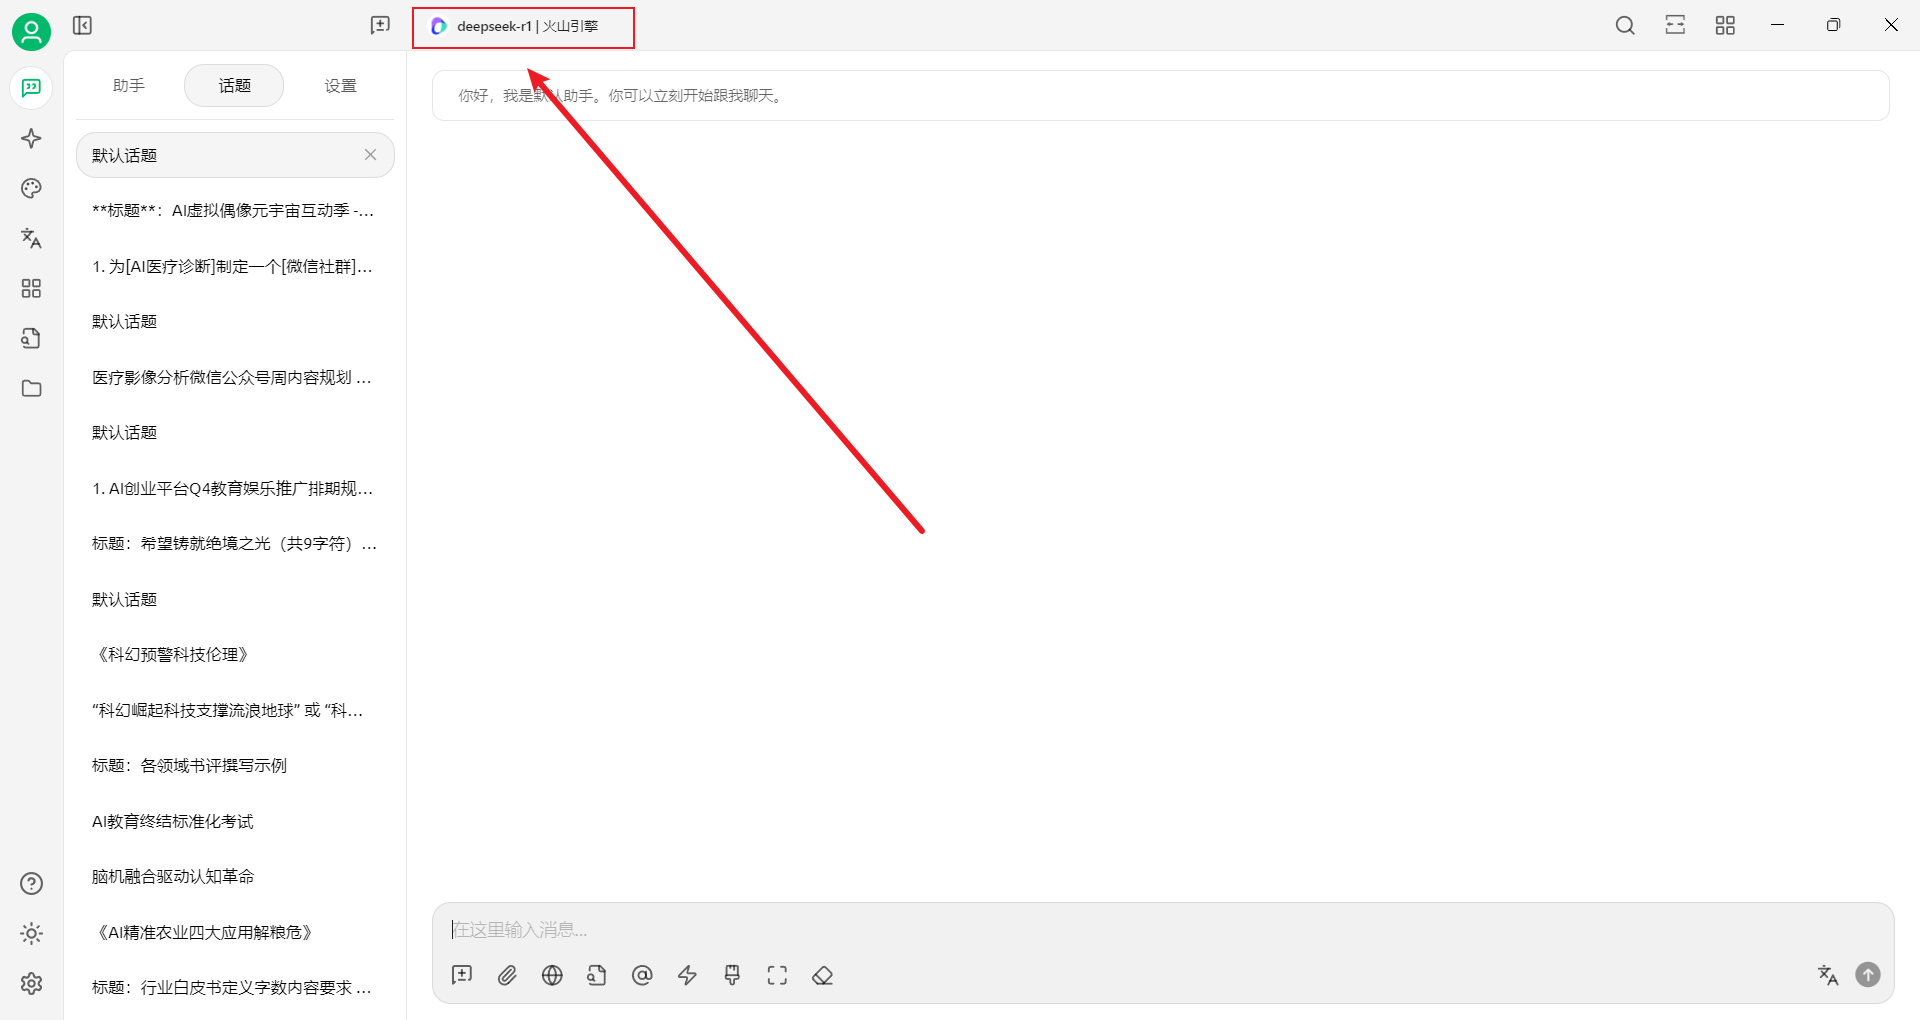 deepseek-r1 | 火山引擎
助手
话题
设置
默认话题
**标题**：AI虚拟偶像元宇宙互动季 -...
1. 为[AI医疗诊断]制定一个[微信社群]...
默认话题
医疗影像分析微信公众号周内容规划 ...
默认话题
1. AI创业平台Q4教育娱乐推广排期规...
标题：希望铸就绝境之光（共9字符）...
默认话题
《科幻预警科技伦理》
“科幻崛起科技支撑流浪地球” 或 “科...
标题：各领域书评撰写示例
AI教育终结标准化考试
脑机融合驱动认知革命
《AI精准农业四大应用解粮危》
标题：行业白皮书定义字数内容要求 ...
你好，我是默认助手。你可以立刻开始跟我聊天。
在这里输入消息...